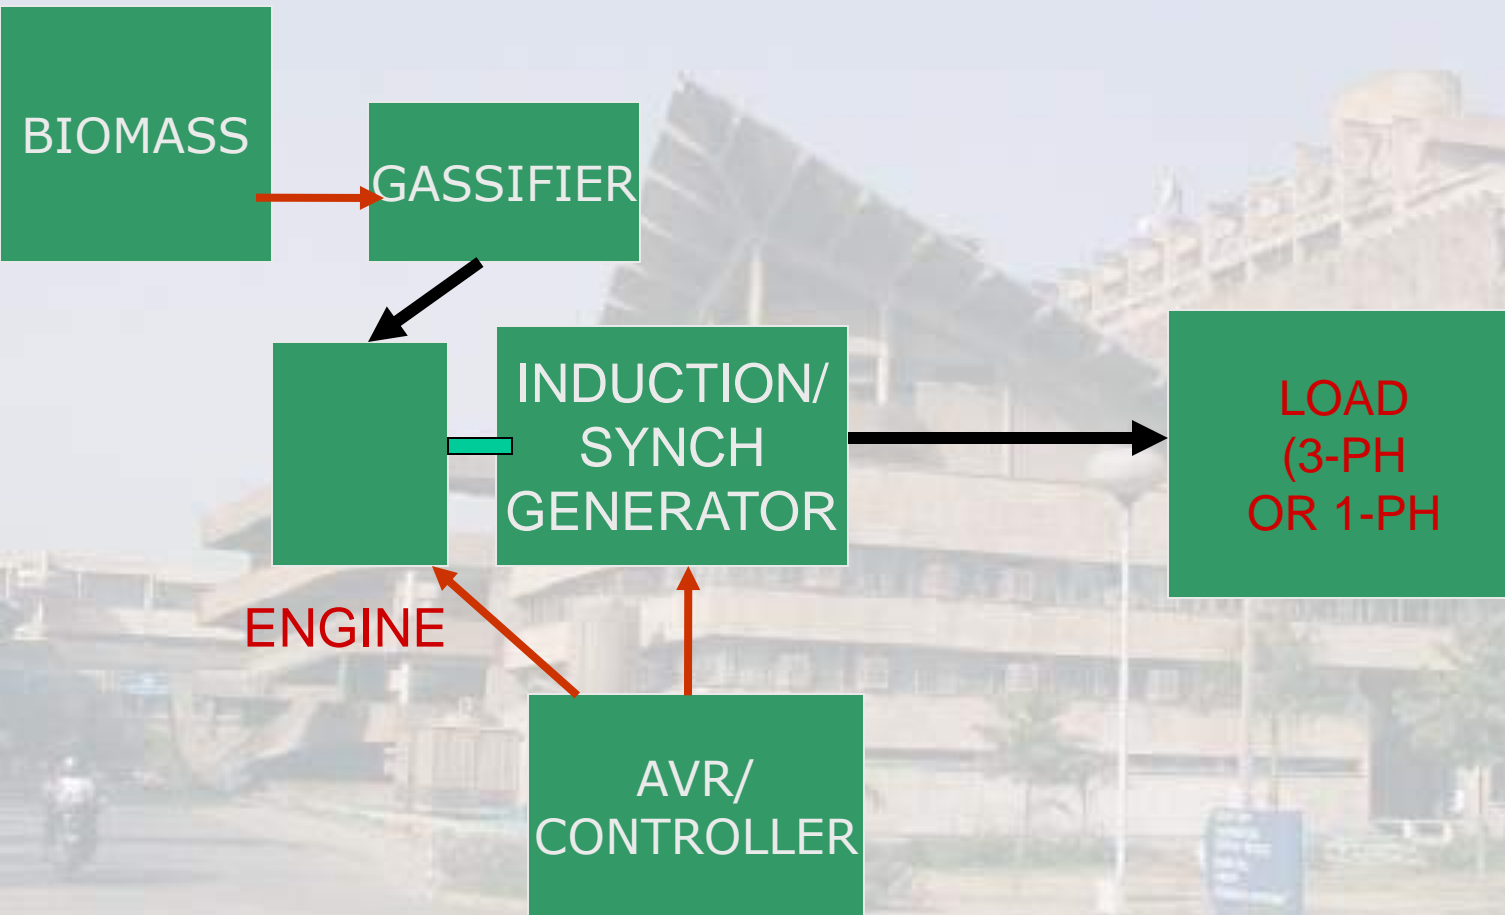 BIOMASS
GASSIFIER
INDUCTION/
SYNCH
GENERATOR
LOAD
(3-PH
OR 1-PH
ENGINE
AVR/
CONTROLLER